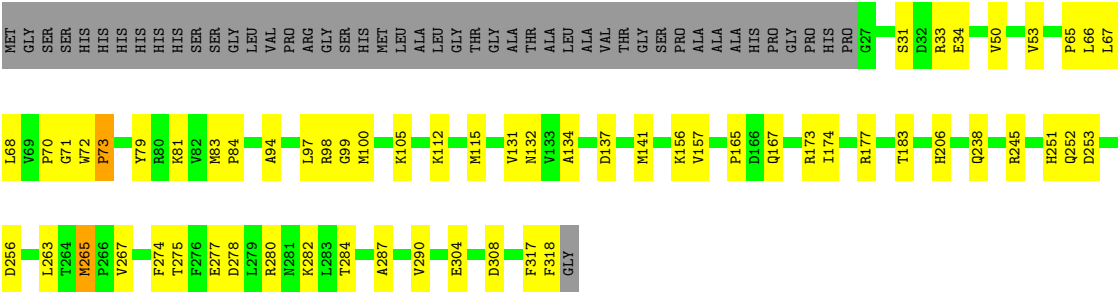 MET GLY SER SER HIS HIS HIS HIS HIS HIS SER SER GLY LEU VAL PRO ARG GLY SER HIS MET LEU ALA LEU GLY THR GLY ALA THR ALA LEU ALA VAL THR GLY SER PRO ALA ALA ALA HIS PRO GLY PRO HIS PRO G27 S31 D32 R33 E34 V50 V53 P65 L66 L67
L68 V69 P70 G71 W72 P73 Y79 R80 K81 V82 M83 P84 A94 L97 R98 G99 M100 K105 K112 M115 V131 N132 V133 A134 D137 M141 K156 V157 P165 D166 Q167 R173 I174 R177 T183 H206 Q238 R245 H251 Q252 D253
D256 L263 T264 M265 P266 V267 F274 T275 F276 E277 D278 L279 R280 N281 K282 L283 T284 A287 V290 E304 D308 F317 F318 GLY